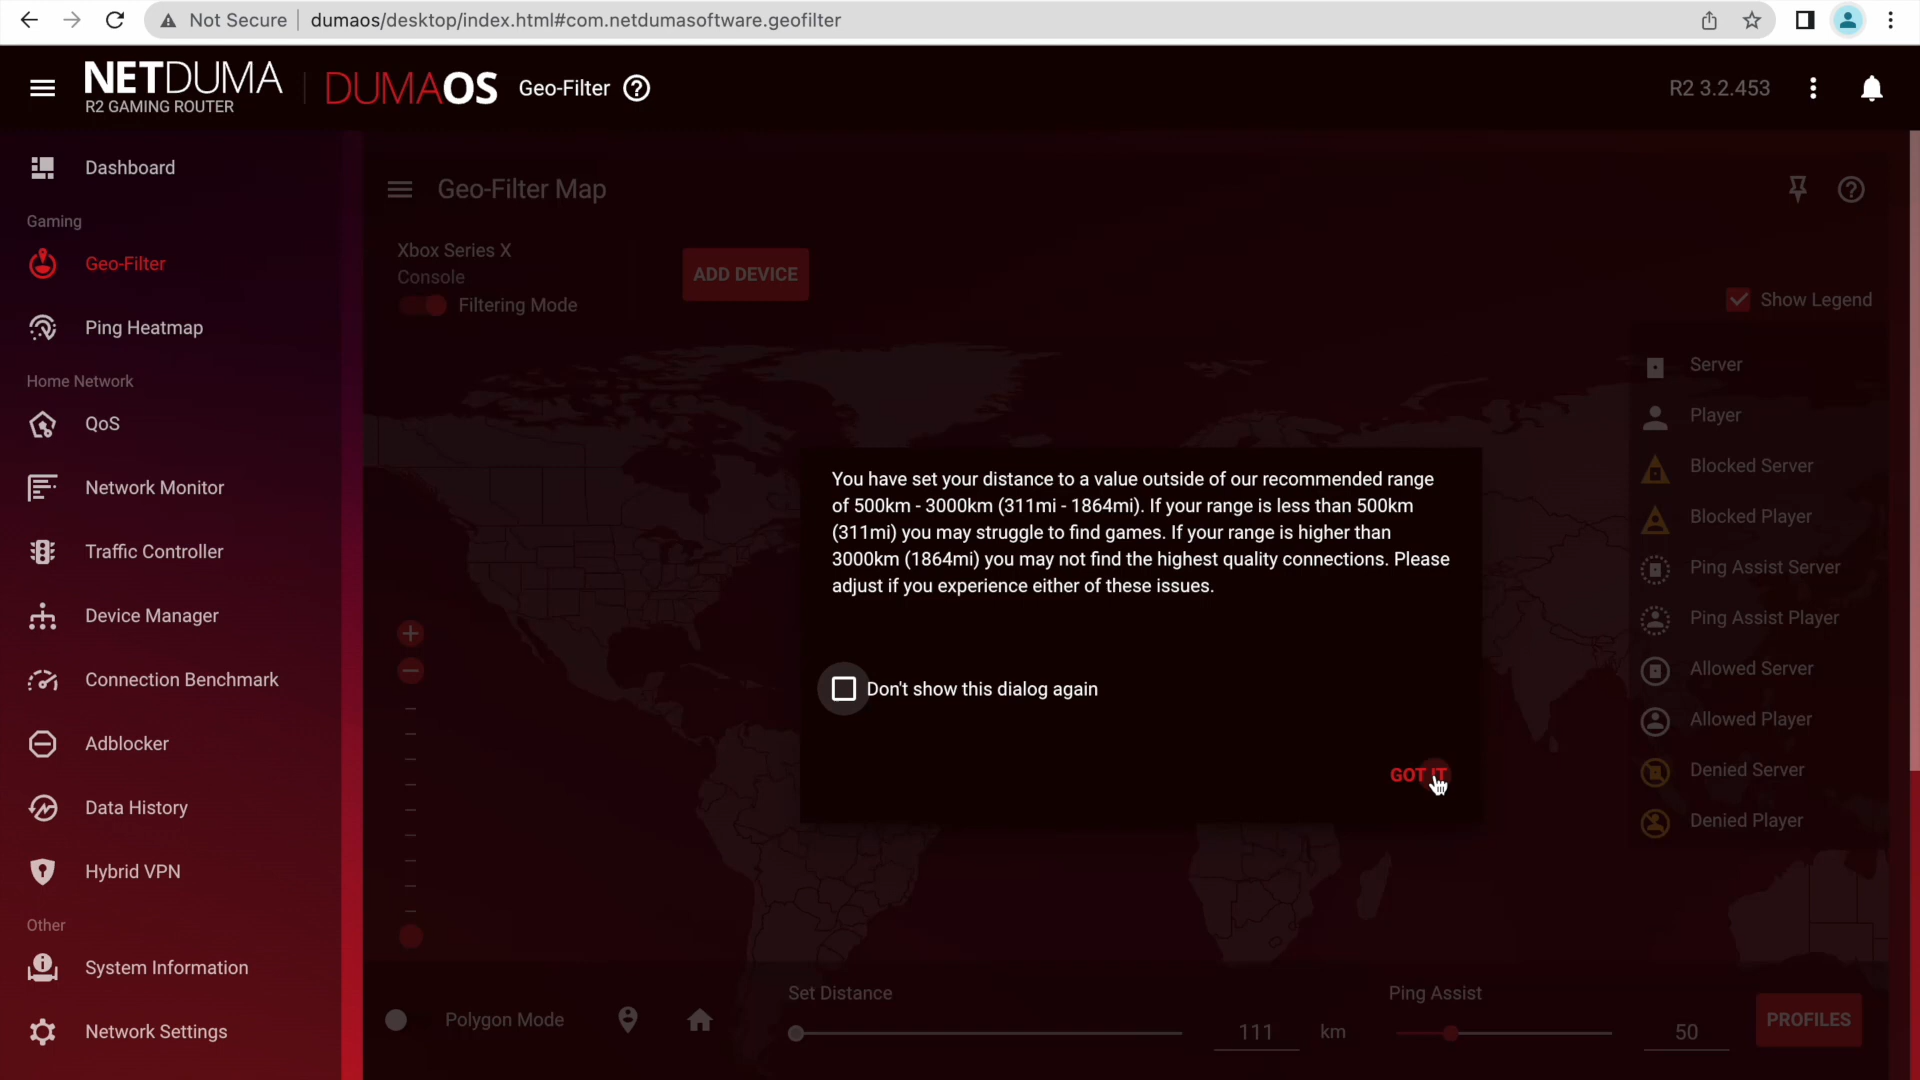 Not Secure
dumaos/desktop/index.html#com.netdumasoftware.geofilter
NETDUMA
R2 GAMING ROUTER
DUMAOS
Geo-Filter
R2 3.2.453
Dashboard
Gaming
Geo-Filter
Ping Heatmap
Home Network
QoS
Network Monitor
Traffic Controller
Device Manager
Connection Benchmark
Adblocker
Data History
Hybrid VPN
Other
System Information
Network Settings
Geo-Filter Map
Xbox Series X
Console
Filtering Mode
ADD DEVICE
Show Legend
Server
Player
Blocked Server
Blocked Player
Ping Assist Server
Ping Assist Player
Allowed Server
Allowed Player
Denied Server
Denied Player
You have set your distance to a value outside of our recommended range
of 500km - 3000km (311mi - 1864mi). If your range is less than 500km
(311mi) you may struggle to find games. If your range is higher than
3000km (1864mi) you may not find the highest quality connections. Please
adjust if you experience either of these issues.
Don't show this dialog again
GOT IT
Polygon Mode
Set Distance
111
km
Ping Assist
50
PROFILES